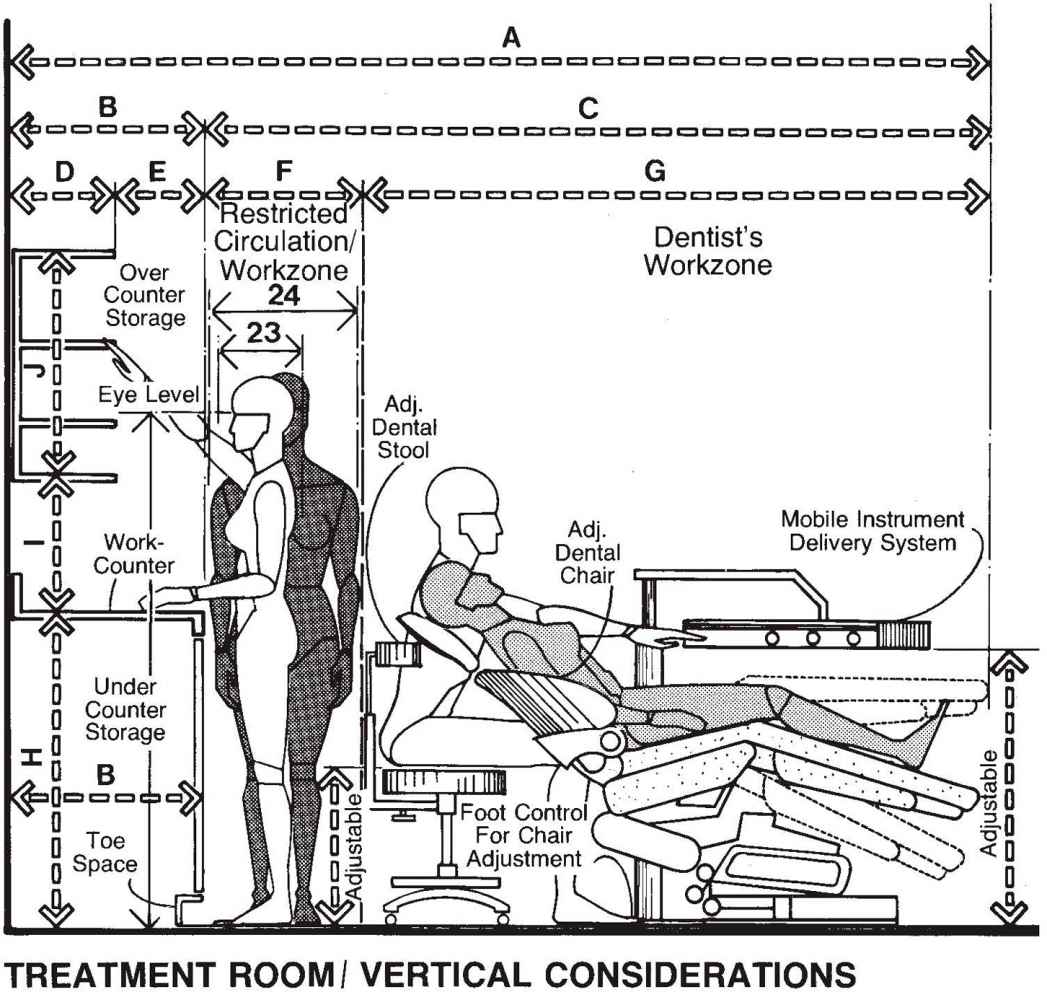 A
B
C
D
E
F
G
Restricted
Circulation/
Workzone
24
23
Dentist's
Workzone
Over
Counter
Storage
J
Eye Level
Adj.
Dental
Stool
I
Work-
Counter
Adj.
Dental
Chair
Mobile Instrument
Delivery System
Under
Counter
Storage
H
B
Toe
Space
Adjustable
Foot Control
For Chair
Adjustment
Adjustable
TREATMENT ROOM/ VERTICAL CONSIDERATIONS